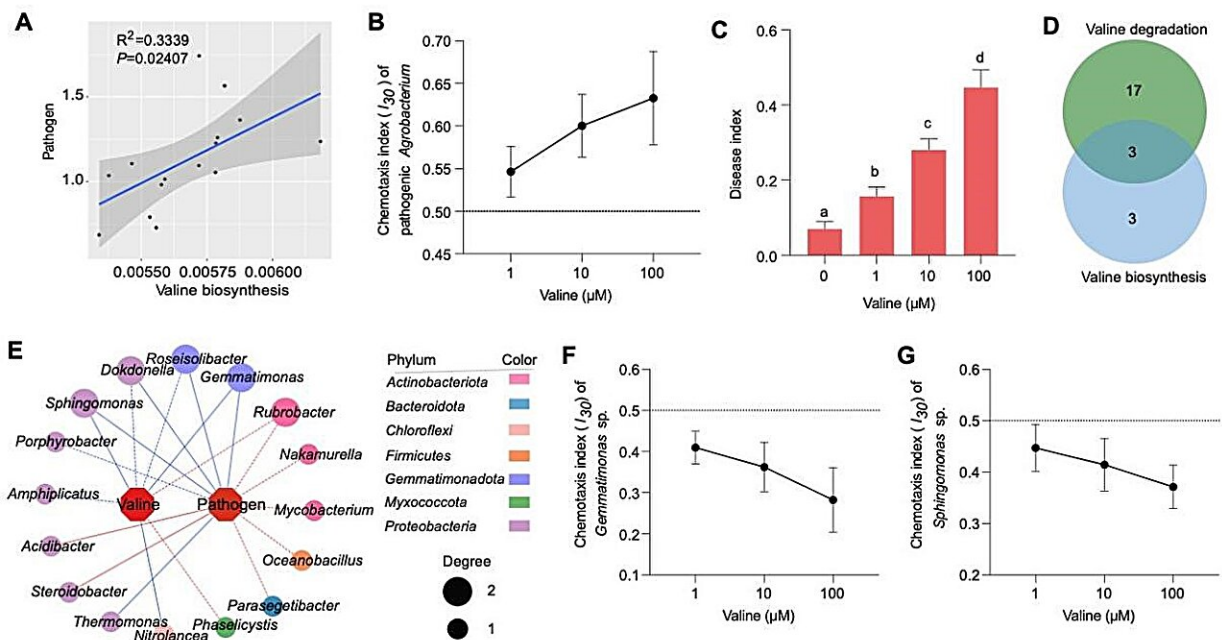 A
R²=0.3339
P=0.02407
Pathogen
1.5
1.0
0.00550
0.00575
0.00600
Valine biosynthesis
B
Chemotaxis index (I30) of
pathogenic Agrobacterium
0.70
0.65
0.60
0.55
0.50
0.45
1
10
100
Valine (µM)
C
Disease index
0.6
0.4
0.2
0.0
a
b
c
d
0
1
10
100
Valine (µM)
D
Valine degradation
17
3
3
Valine biosynthesis
E
Roseisolibacter
Dokdonella
Gemmatimonas
Sphingomonas
Rubrobacter
Porphyrobacter
Nakamurella
Amphiplicatus
Valine
Pathogen
Mycobacterium
Acidibacter
Oceanobacillus
Steroidobacter
Parasegetibacter
Thermomonas
Phaselicystis
Nitrolancea
Phylum
Color
Actinobacteriota
Bacteroidota
Chloroflexi
Firmicutes
Gemmatimonadota
Myxococcota
Proteobacteria
Degree
2
1
F
Chemotaxis index (I30) of
Gemmatimonas sp.
0.6
0.5
0.4
0.3
0.2
0.1
1
10
100
Valine (µM)
G
Chemotaxis index (I30) of
Sphingomonas sp.
0.6
0.5
0.4
0.3
0.2
1
10
100
Valine (µM)